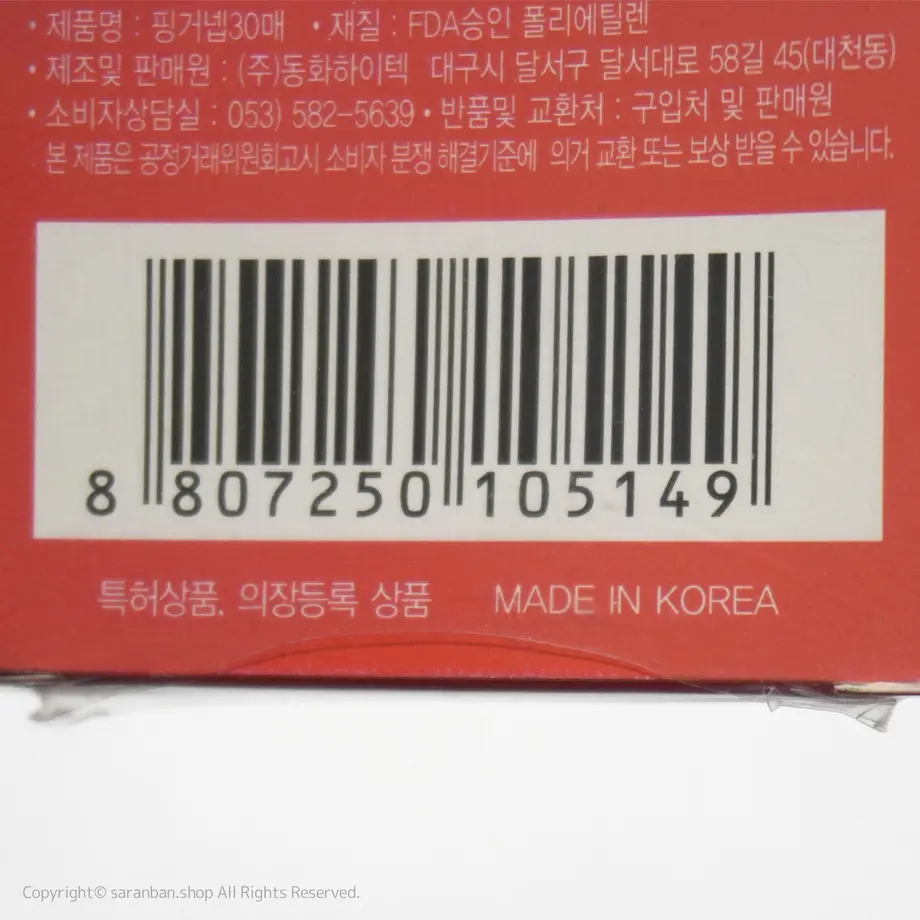 • 제품명 : 핑거넵30매 • 재질 : FDA승인 폴리에틸렌
• 제조및 판매원 : (주)동화하이텍 대구시 달서구 달서대로 58길 45(대천동)
• 소비자상담실 : 053) 582-5639 • 반품및 교환처 : 구입처 및 판매원
본 제품은 공정거래위원회고시 소비자 분쟁 해결기준에 의거 교환 또는 보상 받을 수 있습니다.
8 807250 105149
특허상품. 의장등록 상품 MADE IN KOREA
Copyright© saranban.shop All Rights Reserved.